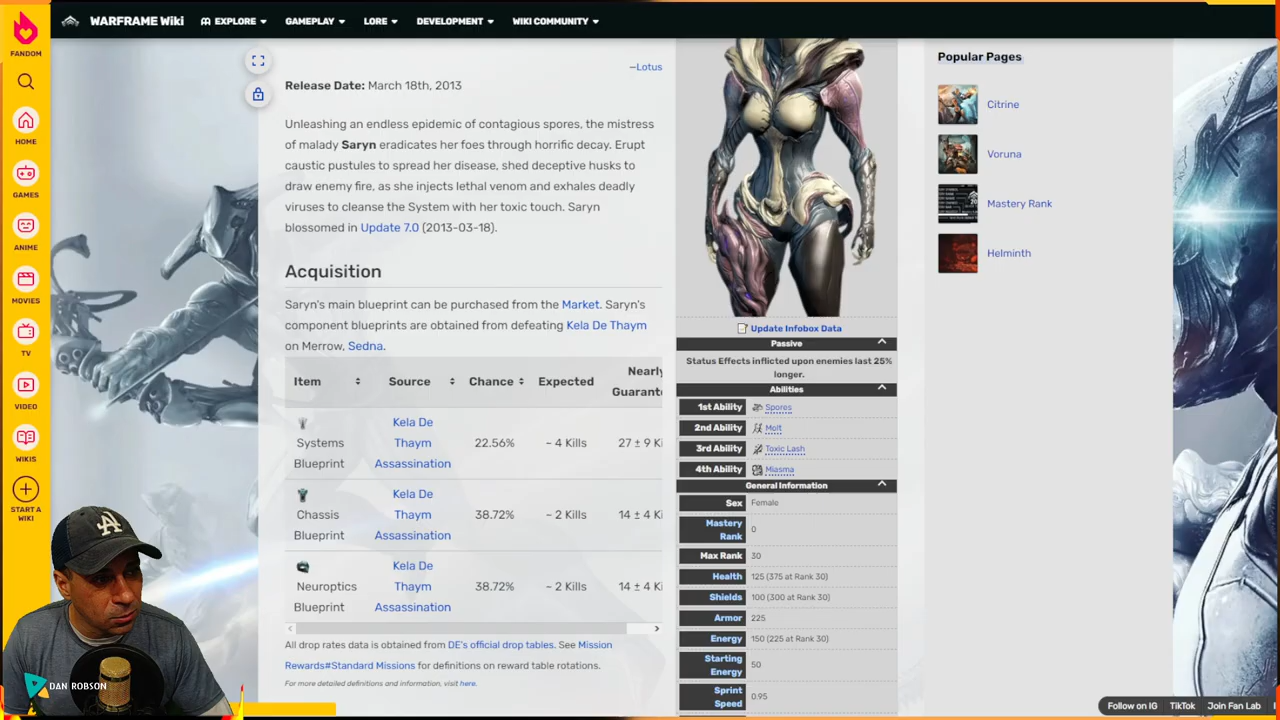 FANDOM
HOME
GAMES
ANIME
MOVIES
TV
VIDEO
WIKIS
START A
WIKI
WARFRAME Wiki
EXPLORE
GAMEPLAY
LORE
DEVELOPMENT
WIKI COMMUNITY
—Lotus
Release Date: March 18th, 2013
Unleashing an endless epidemic of contagious spores, the mistress
of malady Saryn eradicates her foes through horrific decay. Erupt
caustic pustules to spread her disease, shed deceptive husks to
draw enemy fire, as she injects lethal venom and exhales deadly
viruses to cleanse the System with her toxic touch. Saryn
blossomed in Update 7.0 (2013-03-18).
Acquisition
Saryn's main blueprint can be purchased from the Market. Saryn's
component blueprints are obtained from defeating Kela De Thaym
on Merrow, Sedna.
Item Source Chance Expected Nearly
Guarante
Systems
Blueprint
Kela De
Thaym
Assassination
22.56% ~ 4 Kills 27 ± 9 Ki
Chassis
Blueprint
Kela De
Thaym
Assassination
38.72% ~ 2 Kills 14 ± 4 Ki
Neuroptics
Blueprint
Kela De
Thaym
Assassination
38.72% ~ 2 Kills 14 ± 4 Ki
All drop rates data is obtained from DE's official drop tables. See Mission
Rewards#Standard Missions for definitions on reward table rotations.
For more detailed definitions and information, visit here.
Update Infobox Data
Passive
Status Effects inflicted upon enemies last 25%
longer.
Abilities
1st Ability Spores
2nd Ability Molt
3rd Ability Toxic Lash
4th Ability Miasma
General Information
Sex Female
Mastery
Rank
0
Max Rank 30
Health 125 (375 at Rank 30)
Shields 100 (300 at Rank 30)
Armor 225
Energy 150 (225 at Rank 30)
Starting
Energy
50
Sprint
Speed
0.95
Popular Pages
Citrine
Voruna
Mastery Rank
Helminth
DAN ROBSON
Follow on IG TikTok Join Fan Lab